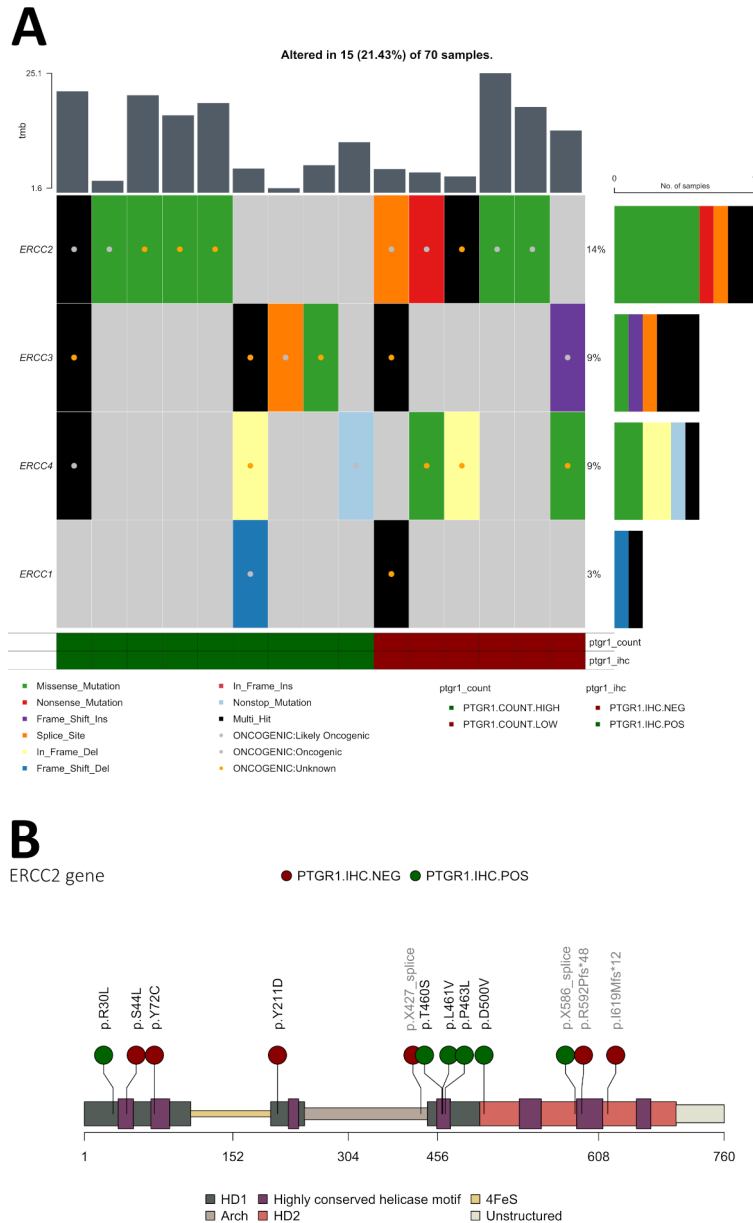 A
Altered in 15 (21.43%) of 70 samples.
25.1
tmb
1.6
0
No. of samples
ERCC2
14%
ERCC3
9%
ERCC4
9%
ERCC1
3%
ptgr1_count
ptgr1_ihc
Missense_Mutation
Nonsense_Mutation
Frame_Shift_Ins
Splice_Site
In_Frame_Del
Frame_Shift_Del
In_Frame_Ins
Nonstop_Mutation
Multi_Hit
ONCOGENIC:Likely Oncogenic
ONCOGENIC:Oncogenic
ONCOGENIC:Unknown
ptgr1_count
PTGR1.COUNT.HIGH
PTGR1.COUNT.LOW
ptgr1_ihc
PTGR1.IHC.NEG
PTGR1.IHC.POS
B
ERCC2 gene
PTGR1.IHC.NEG
PTGR1.IHC.POS
p.R30L
p.S44L
p.Y72C
p.Y211D
p.X427_splice
p.T460S
p.L461V
p.P463L
p.D500V
p.X586_splice
p.R592Pfs*48
p.I619Mfs*12
1 152 304 456 608 760
HD1 Highly conserved helicase motif 4FeS
Arch HD2 Unstructured